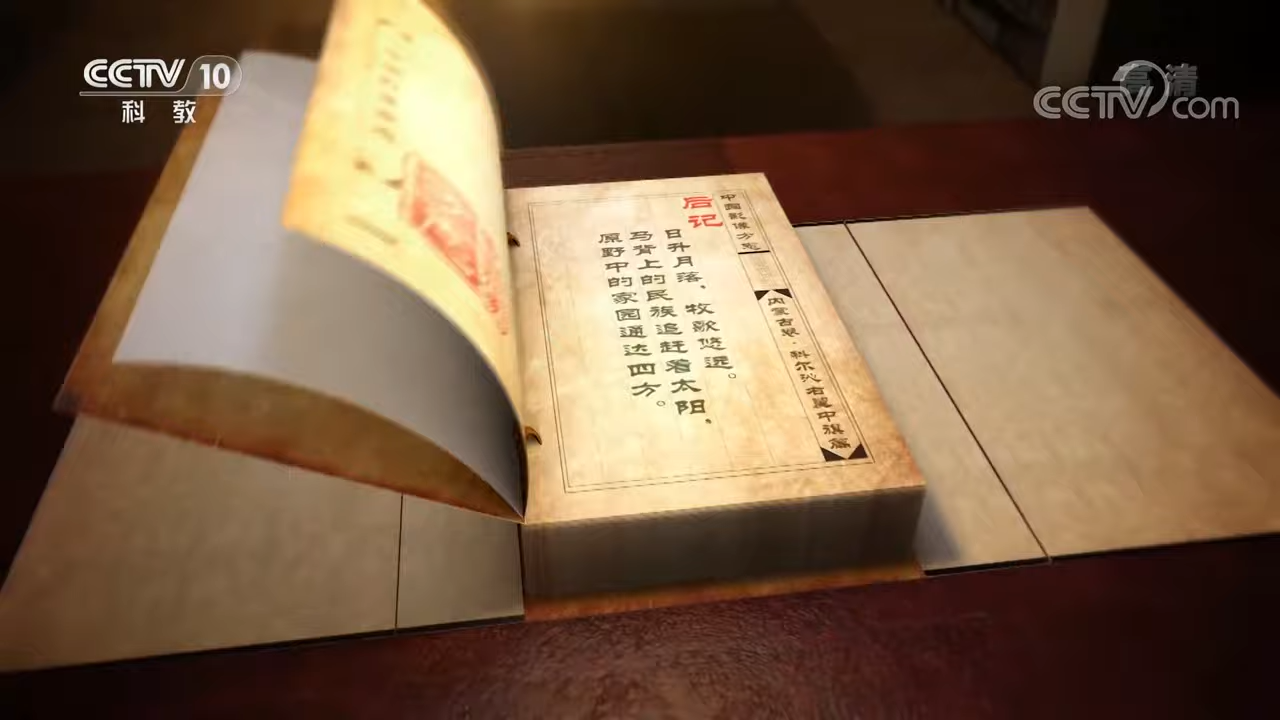 CCTV 10
科教
高清
CCTV.com
中国影像方志
内蒙古卷·科尔沁右翼中旗篇
后记
日升月落，牧歌悠远。
马背上的民族追赶着太阳，
原野中的家园通达四方。